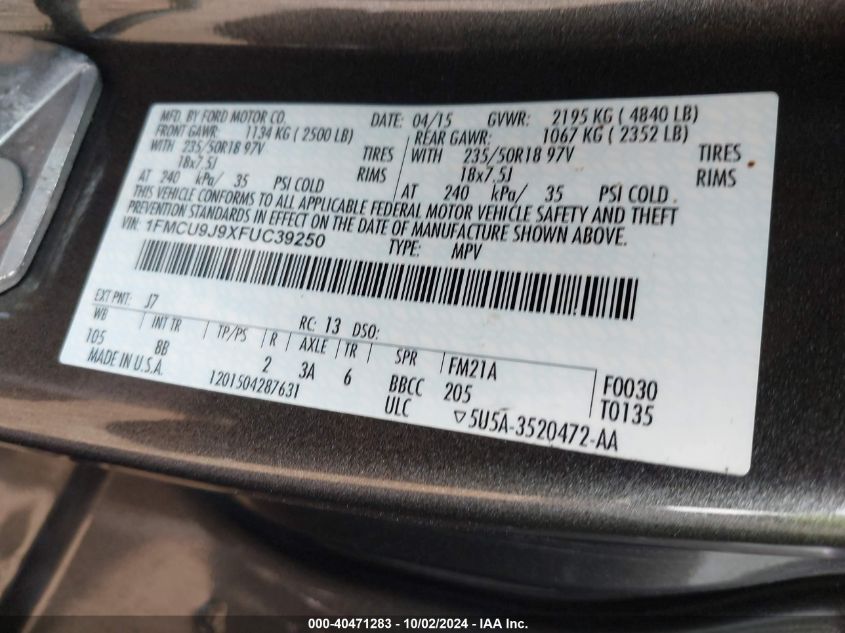 MFD. BY FORD MOTOR CO.
DATE: 04/15 GVWR: 2195 KG ( 4840 LB)
FRONT GAWR: 1134 KG ( 2500 LB)
REAR GAWR: 1067 KG ( 2352 LB)
WITH 235/50R18 97V TIRES
WITH 235/50R18 97V TIRES
18x7.5J RIMS
18x7.5J RIMS
AT 240 kPa/ 35 PSI COLD
AT 240 kPa/ 35 PSI COLD .
THIS VEHICLE CONFORMS TO ALL APPLICABLE FEDERAL MOTOR VEHICLE SAFETY AND THEFT
PREVENTION STANDARDS IN EFFECT ON THE DATE OF MANUFACTURE SHOWN ABOVE.
VIN: 1FMCU9J9XFUC39250
TYPE: MPV
EXT PNT: J7 RC: 13 DSO:
WB INT TR TP/PS R AXLE TR SPR
105 8B 2 3A 6 BBCC
FM21A
205
F0030
T0135
MADE IN U.S.A.
1201504287631
ULC
▽5U5A-3520472-AA
000-40471283 - 10/02/2024 - IAA Inc.